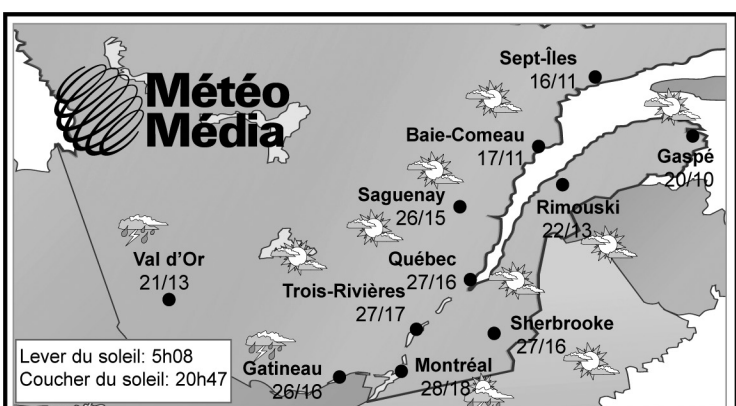 Météo
Média
Sept-Îles
16/11
Baie-Comeau
17/11
Gaspé
20/10
Saguenay
26/15
Rimouski
22/13
Val d'Or
21/13
Québec
27/16
Trois-Rivières
27/17
Sherbrooke
27/16
Gatineau
26/16
Montréal
28/18
Lever du soleil: 5h08
Coucher du soleil: 20h47